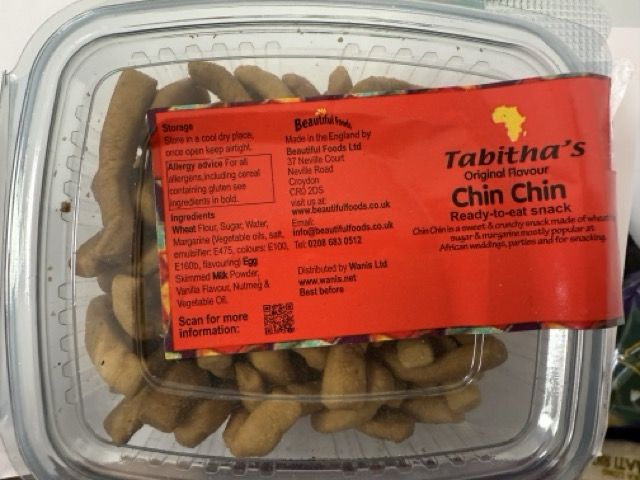 Storage
Store in a cool dry place,
once open keep airtight.
Allergy advice For all
allergens,including cereal
containing gluten see
ingredients in bold.
Ingredients
Wheat Flour, Sugar, Water,
Margarine (Vegetable oils, salt,
emulsifier: E475, colours: E100,
E160b, flavouring) Egg
Skimmed Milk Powder,
Vanilla Flavour, Nutmeg &
Vegetable Oil.
Scan for more
information:
Beautiful Foods
Made in the England by
Beautiful Foods Ltd
37 Neville Court
Neville Road
Croydon
CR0 2DS
visit us at:
www.beautifulfoods.co.uk
Email:
info@beautifulfoods.co.uk
Tel: 0208 683 0512
Distributed by Wanis Ltd
www.wanis.net
Best before
Tabitha's
Original Flavour
Chin Chin
Ready-to-eat snack
Chin Chin is a sweet & crunchy snack made of wheat
sugar & margarine mostly popular at
African weddings, parties and for snacking.